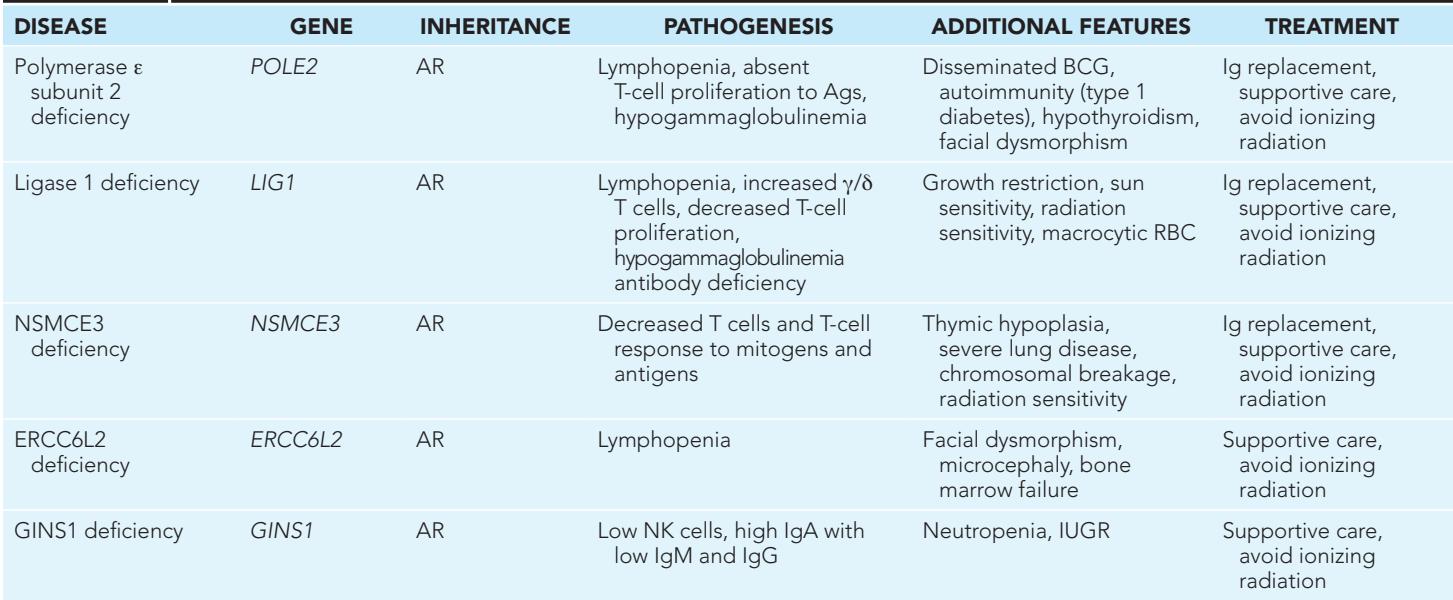 DISEASE GENE INHERITANCE PATHOGENESIS ADDITIONAL FEATURES TREATMENT
Polymerase ε POLE2 AR Lymphopenia, absent Disseminated BCG, Ig replacement,
subunit 2 T-cell proliferation to Ags, autoimmunity (type 1 supportive care,
deficiency hypogammaglobulinemia diabetes), hypothyroidism, avoid ionizing
facial dysmorphism radiation
Ligase 1 deficiency LIG1 AR Lymphopenia, increased γ/δ Growth restriction, sun Ig replacement,
T cells, decreased T-cell sensitivity, radiation supportive care,
proliferation, sensitivity, macrocytic RBC avoid ionizing
hypogammaglobulinemia radiation
antibody deficiency
NSMCE3 NSMCE3 AR Decreased T cells and T-cell Thymic hypoplasia, Ig replacement,
deficiency response to mitogens and severe lung disease, supportive care,
antigens chromosomal breakage, avoid ionizing
radiation sensitivity radiation
ERCC6L2 ERCC6L2 AR Lymphopenia Facial dysmorphism, Supportive care,
deficiency microcephaly, bone avoid ionizing
marrow failure radiation
GINS1 deficiency GINS1 AR Low NK cells, high IgA with Neutropenia, IUGR Supportive care,
low IgM and IgG avoid ionizing
radiation